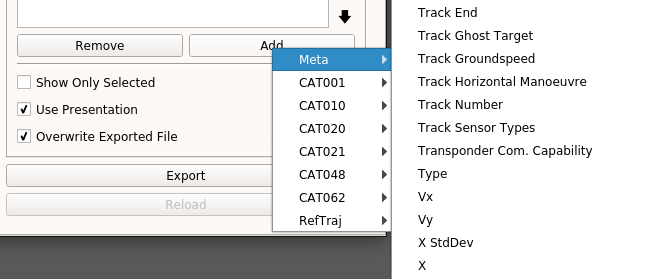 Remove
Add
Show Only Selected
Use Presentation
Overwrite Exported File
Export
Reload
Meta
CAT001
CAT010
CAT020
CAT021
CAT048
CAT062
RefTraj
Track End
Track Ghost Target
Track Groundspeed
Track Horizontal Manoeuvre
Track Number
Track Sensor Types
Transponder Com. Capability
Type
Vx
Vy
X StdDev
X